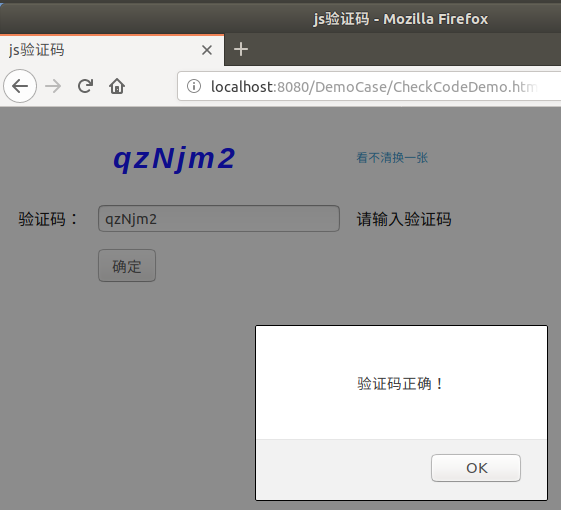 js验证码 - Mozilla Firefox
js验证码
localhost:8080/DemoCase/CheckCodeDemo.htm
qzNjm2
看不清换一张
验证码：
qzNjm2
请输入验证码
确定
验证码正确！
OK